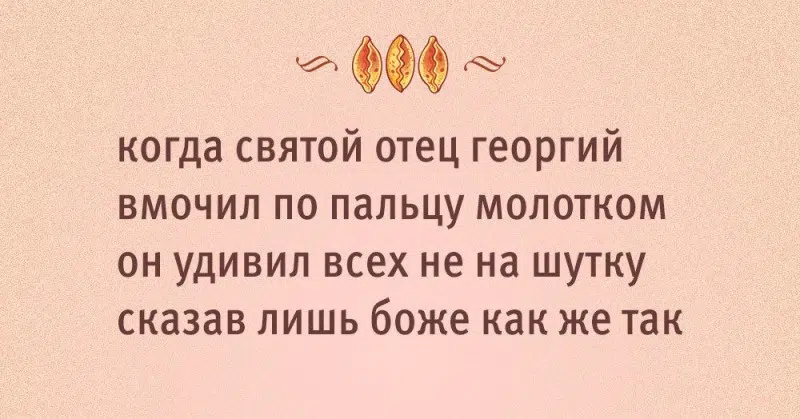 когда святой отец георгий
вмочил по пальцу молотком
он удивил всех не на шутку
сказав лишь боже как же так